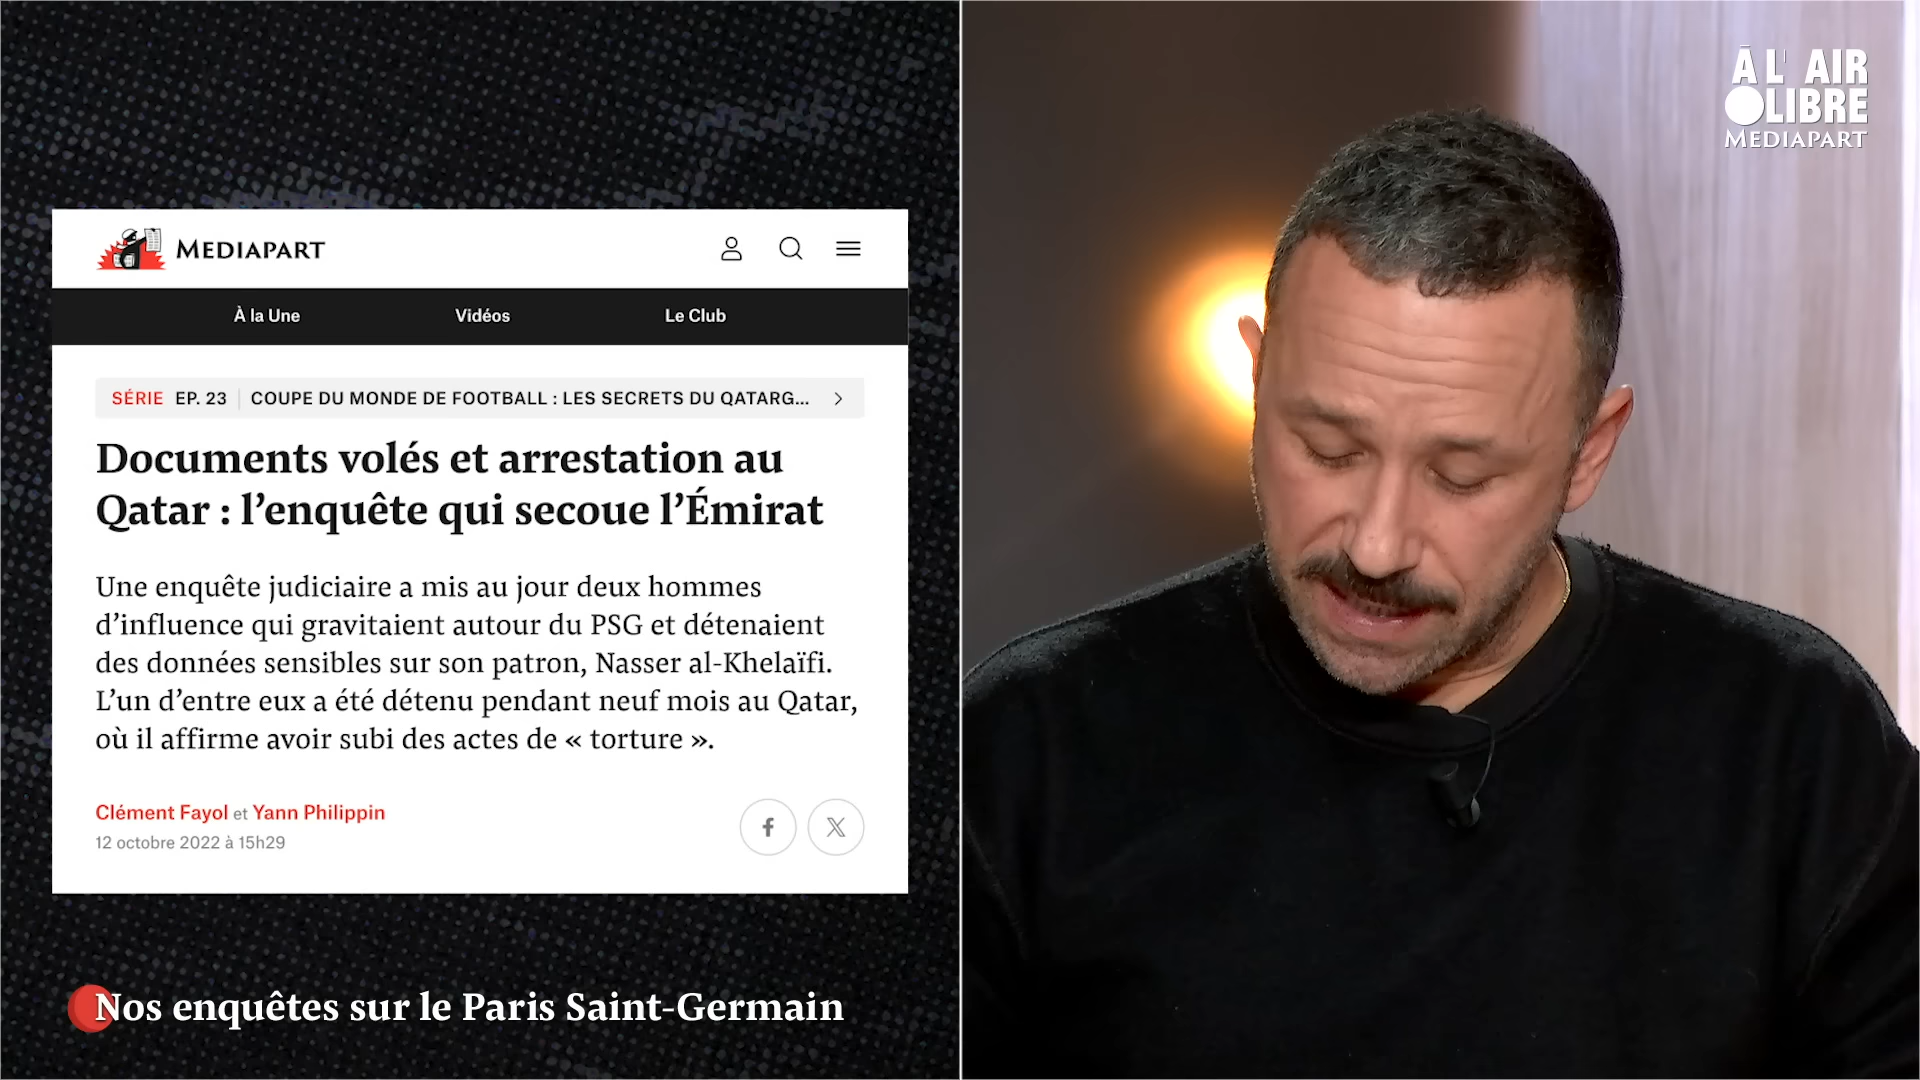 MEDIAPART
À la Une
Vidéos
Le Club
SÉRIE EP. 23 COUPE DU MONDE DE FOOTBALL : LES SECRETS DU QATARG...
Documents volés et arrestation au
Qatar : l’enquête qui secoue l’Émirat
Une enquête judiciaire a mis au jour deux hommes
d’influence qui gravitaient autour du PSG et détenaient
des données sensibles sur son patron, Nasser al-Khelaïfi.
L’un d’entre eux a été détenu pendant neuf mois au Qatar,
où il affirme avoir subi des actes de « torture ».
Clément Fayol et Yann Philippin
12 octobre 2022 à 15h29
Nos enquêtes sur le Paris Saint-Germain
À L' AIR
LIBRE
MEDIAPART